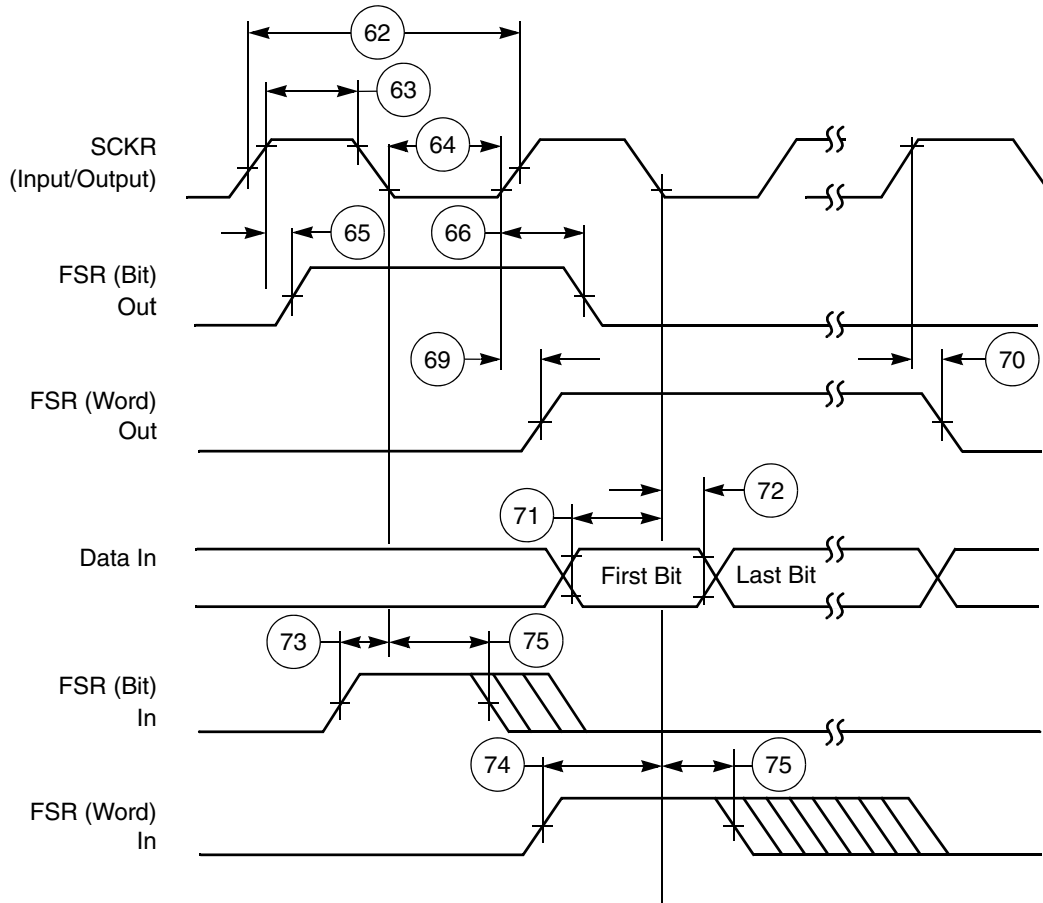 62
63
SCKR
(Input/Output)
64
65
66
FSR (Bit)
Out
69
70
FSR (Word)
Out
71
72
Data In
First Bit
Last Bit
73
75
FSR (Bit)
In
74
75
FSR (Word)
In